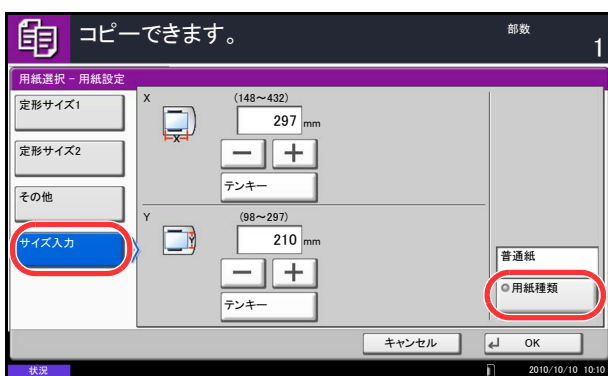 コピーできます。
部数
1
用紙選択 - 用紙設定
定形サイズ1
定形サイズ2
その他
サイズ入力
X
(148～432)
297 mm
X
テンキー
Y
(98～297)
210 mm
Y
テンキー
普通紙
用紙種類
キャンセル
OK
状況
2010/10/10 10:10